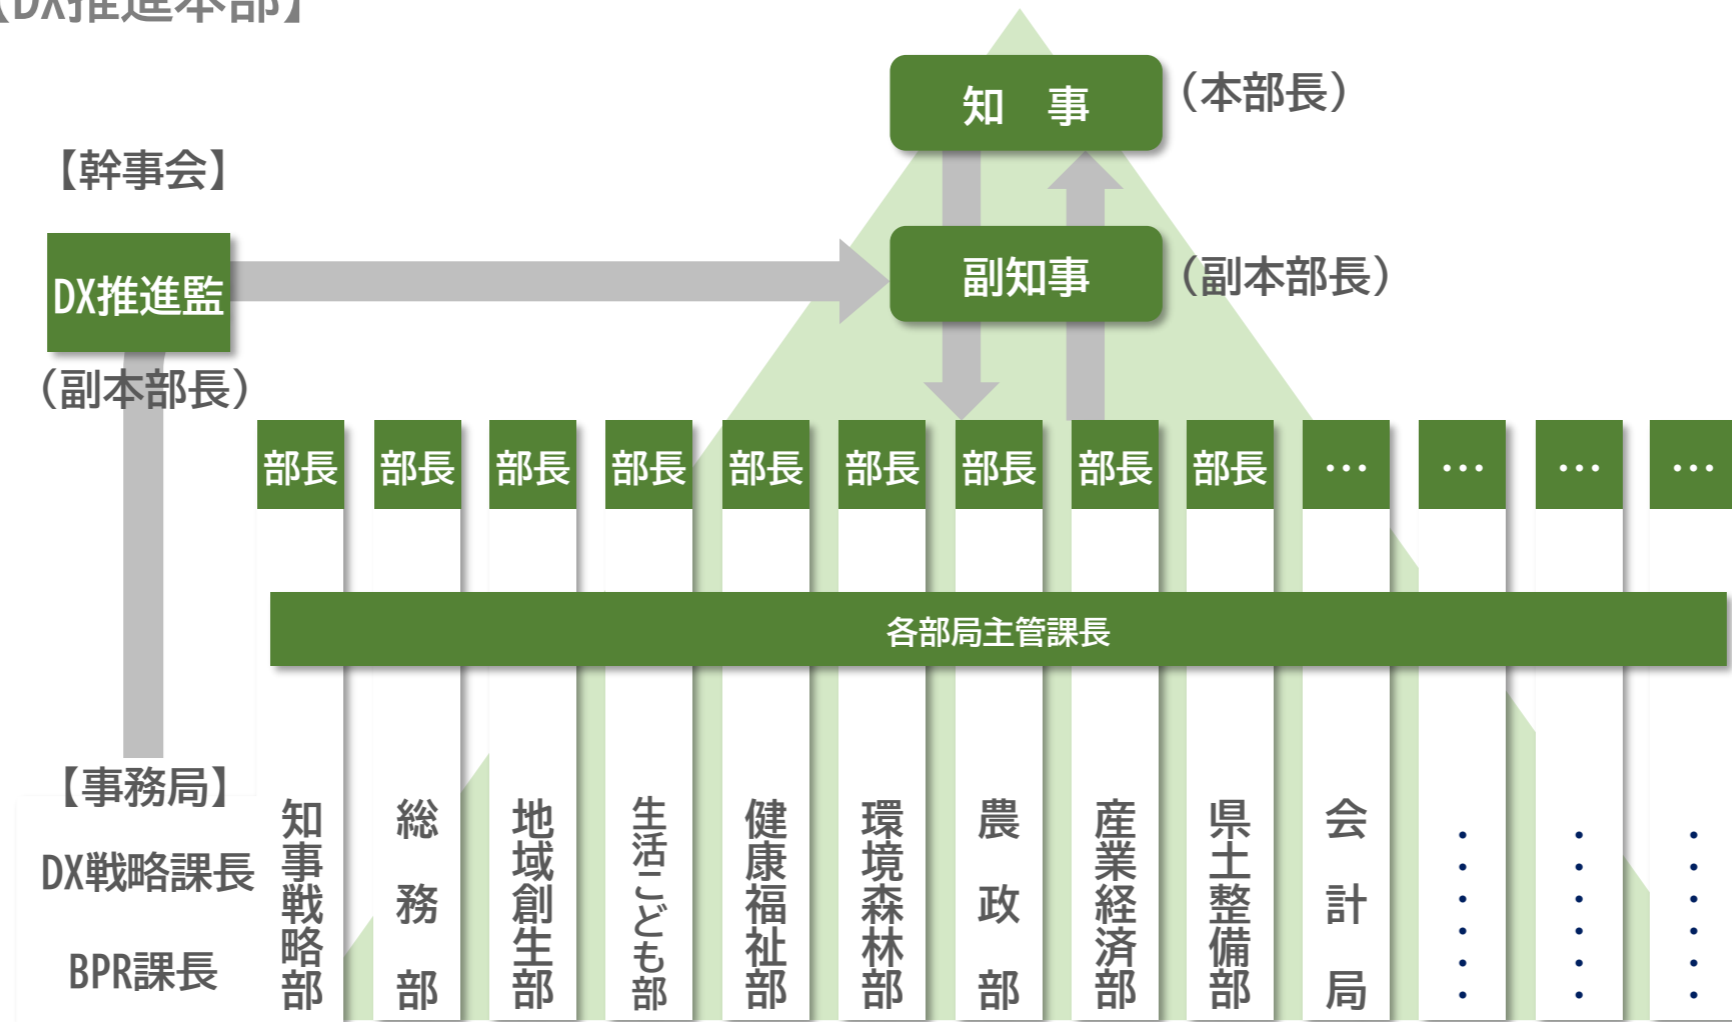 【DX推進本部】
知　事
（本部長）
【幹事会】
DX推進監
（副本部長）
副知事
（副本部長）
部長
部長
部長
部長
部長
部長
部長
部長
部長
…
…
…
…
各部局主管課長
【事務局】
DX戦略課長
BPR課長
知事戦略部
総務部
地域創生部
生活こども部
健康福祉部
環境森林部
農政部
産業経済部
県土整備部
会計局
・・・・・・
・・・・・・
・・・・・・